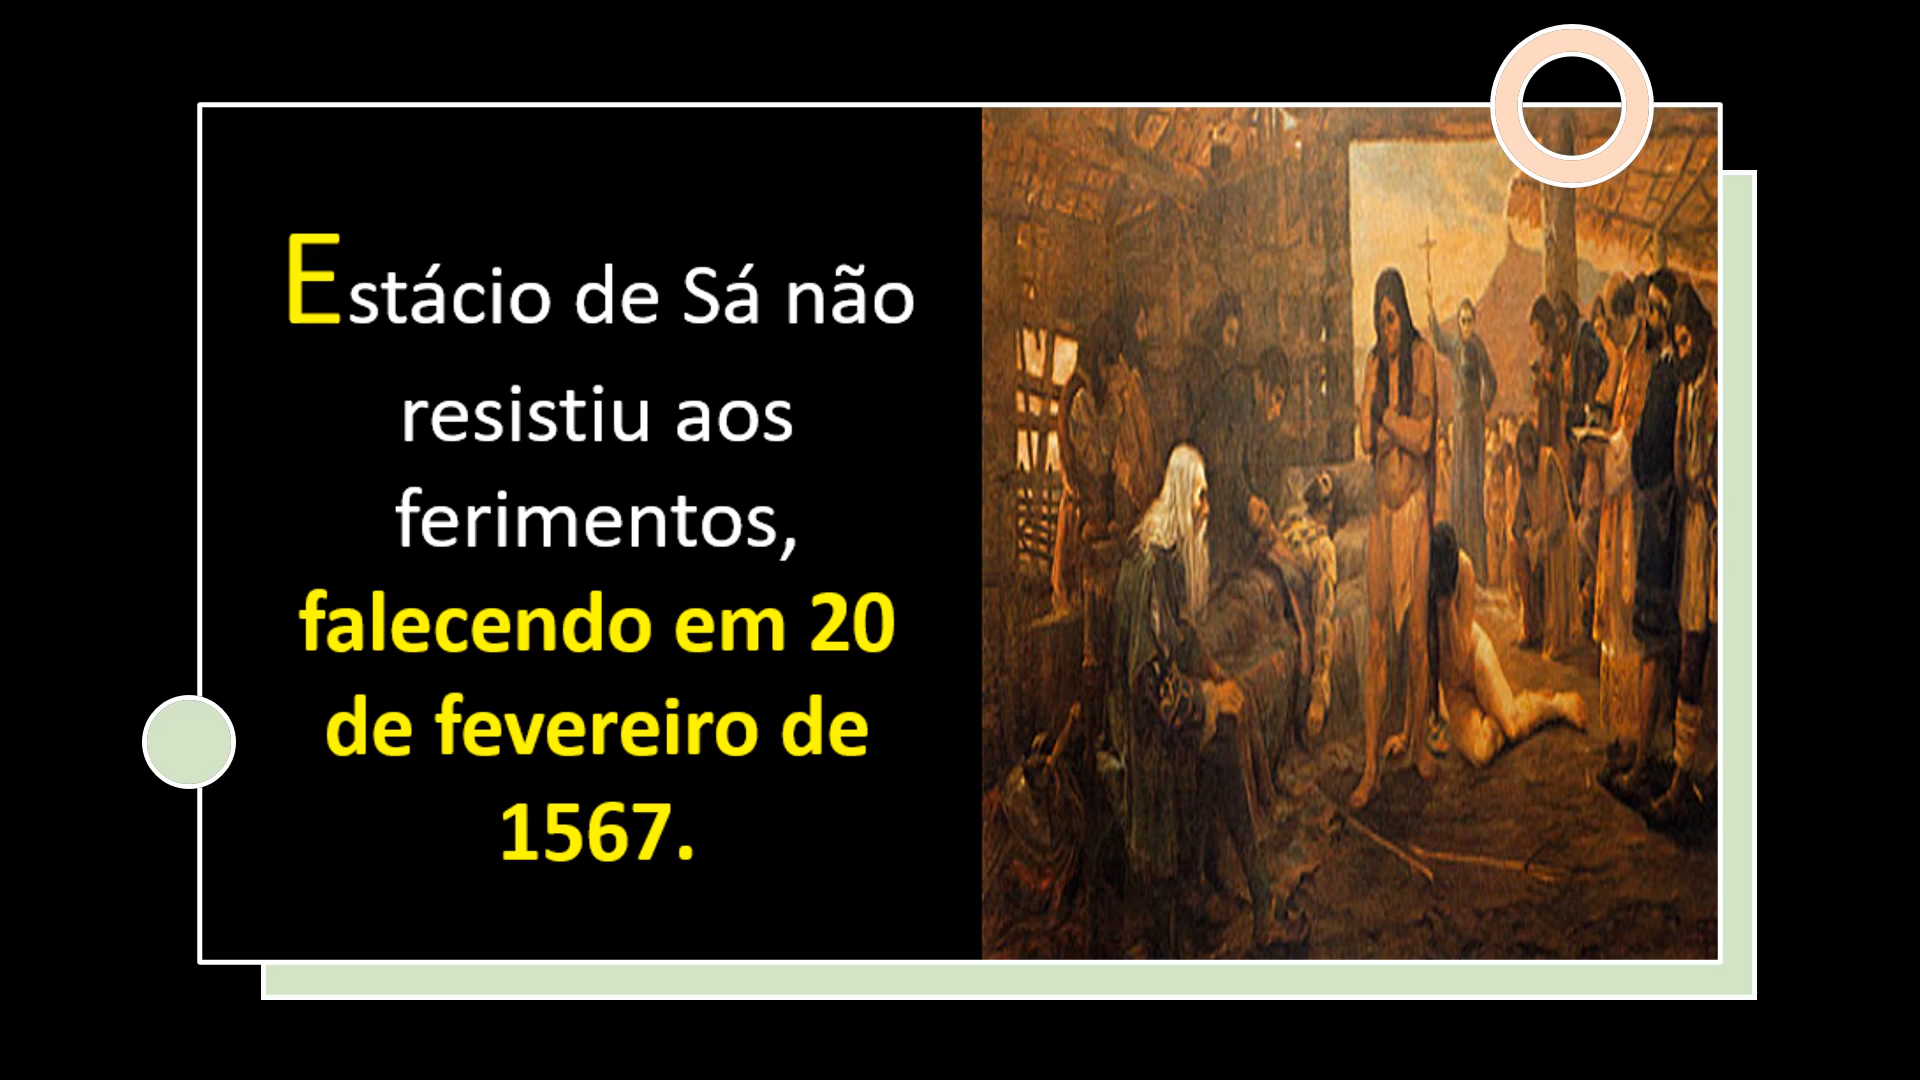 Estácio de Sá não
resistiu aos
ferimentos,
falecendo em 20
de fevereiro de
1567.